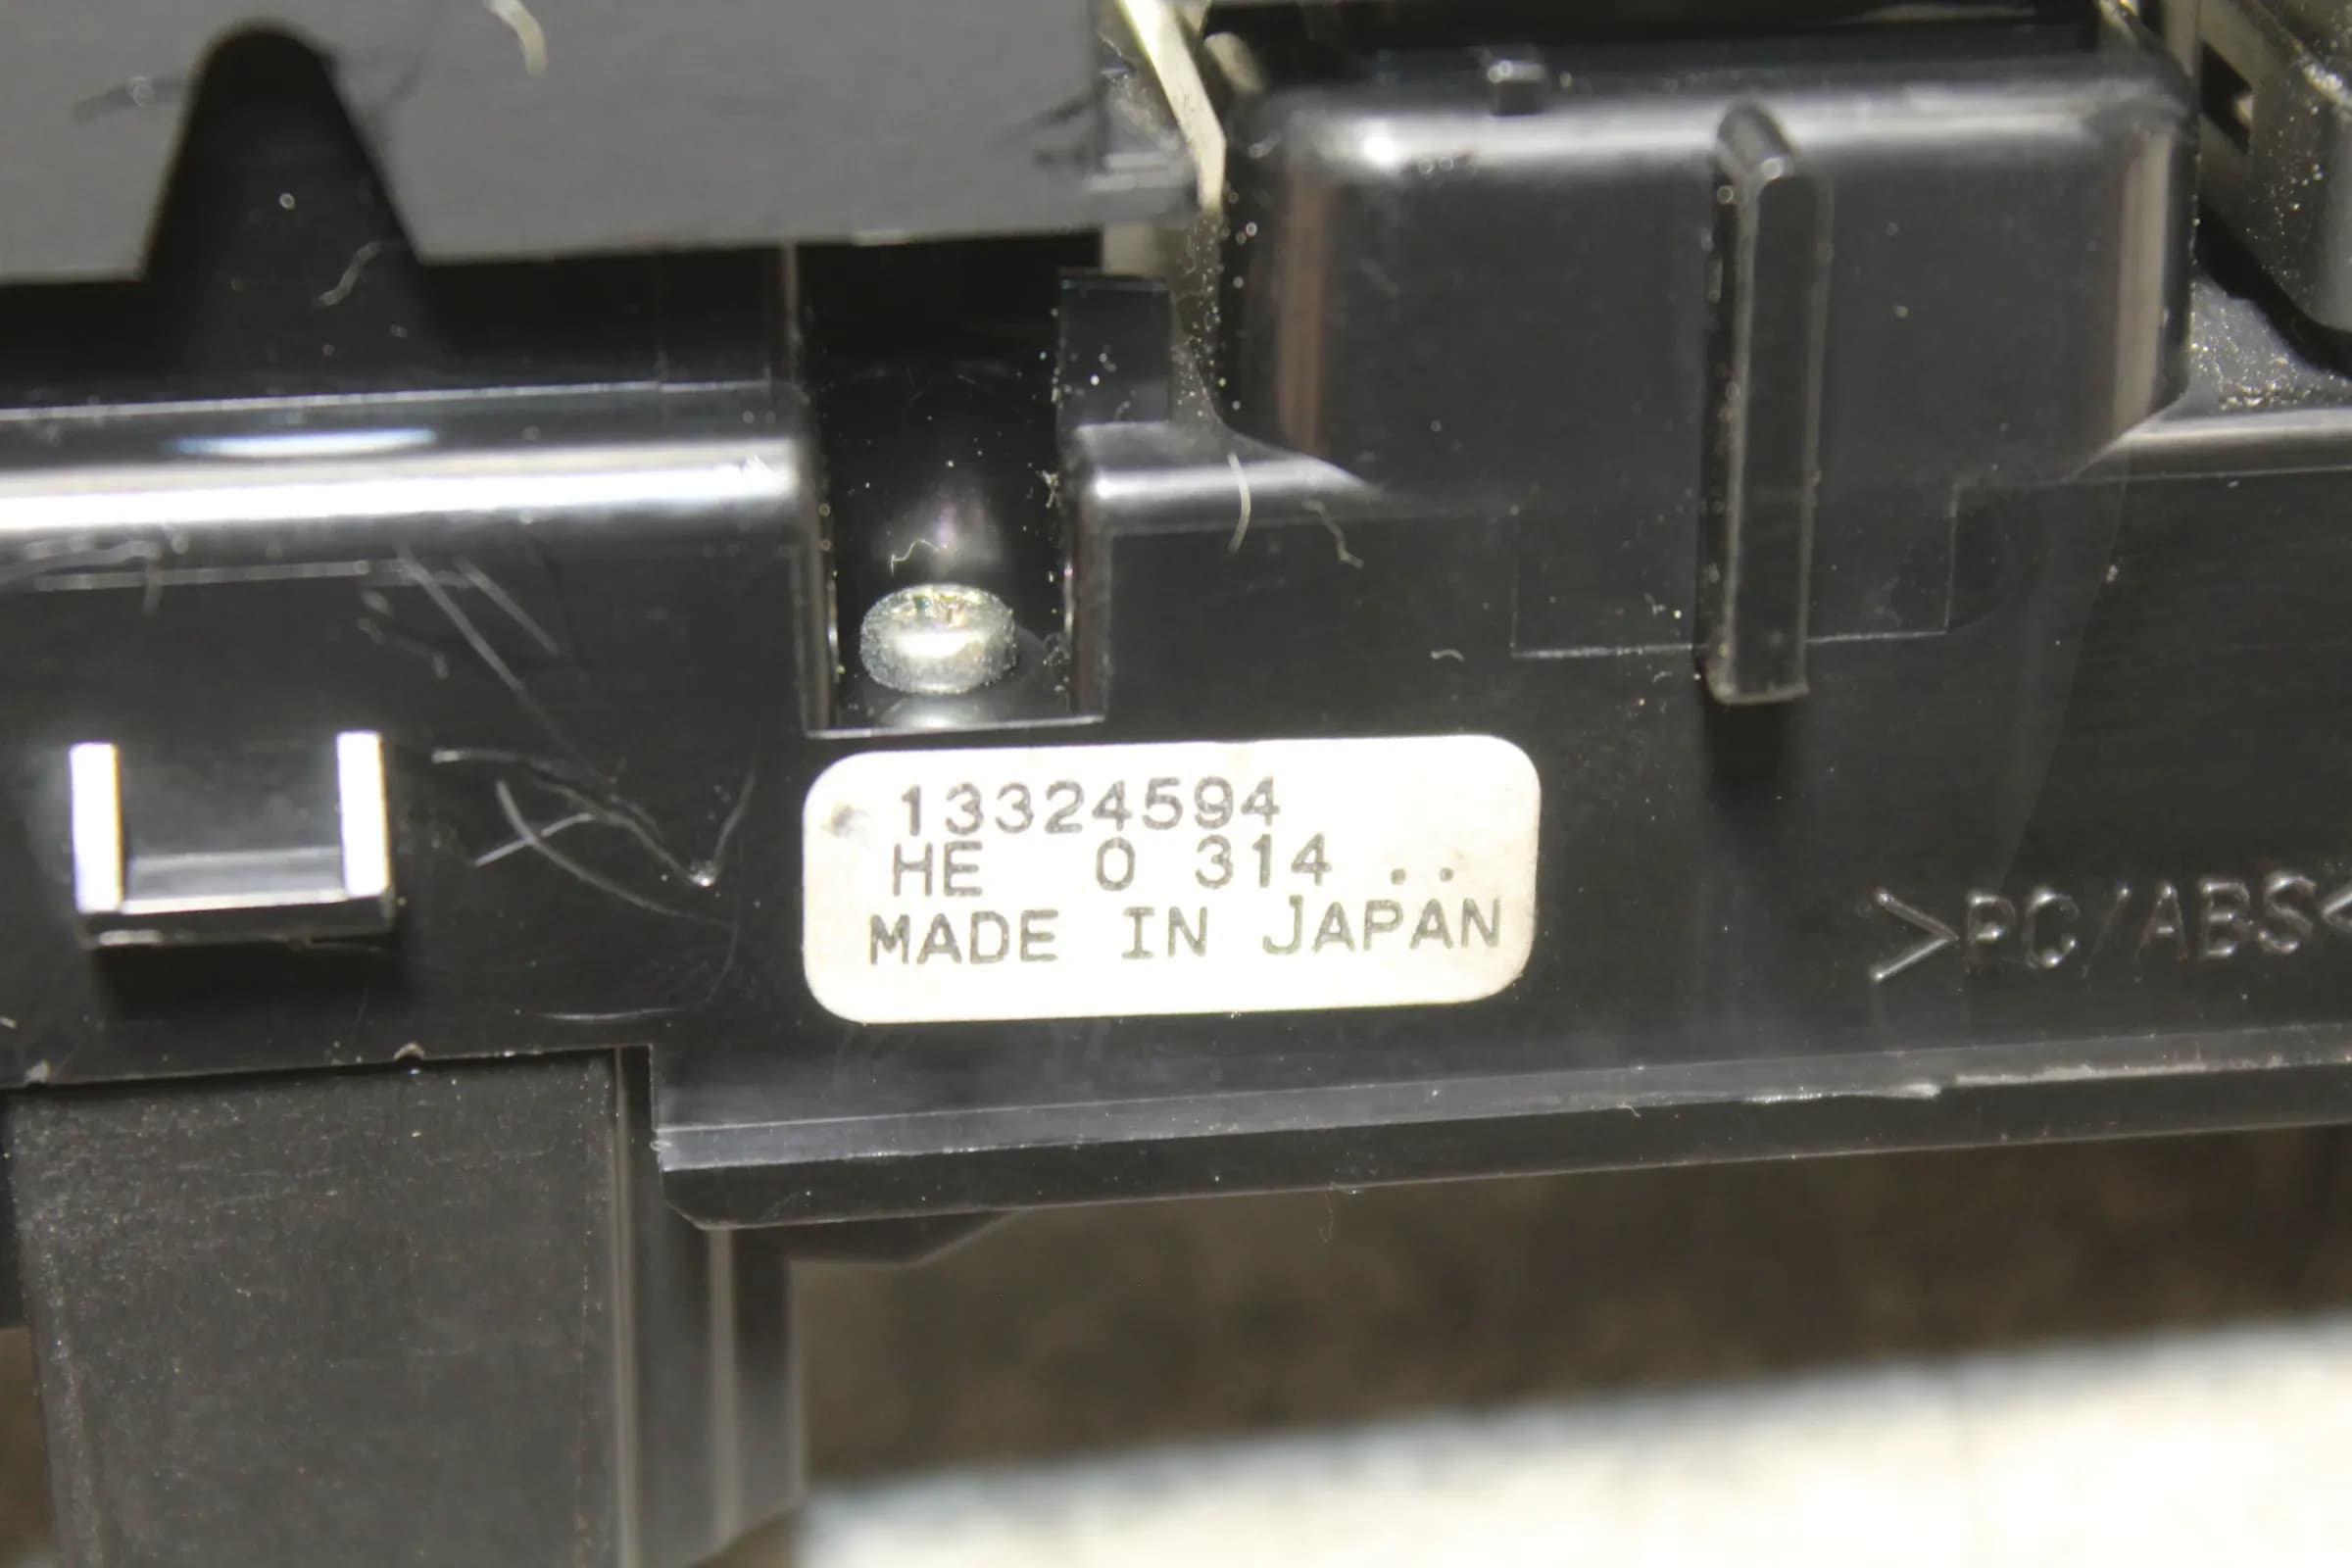 13324594
HE 0 314 ..
MADE IN JAPAN
>PC/ABS<